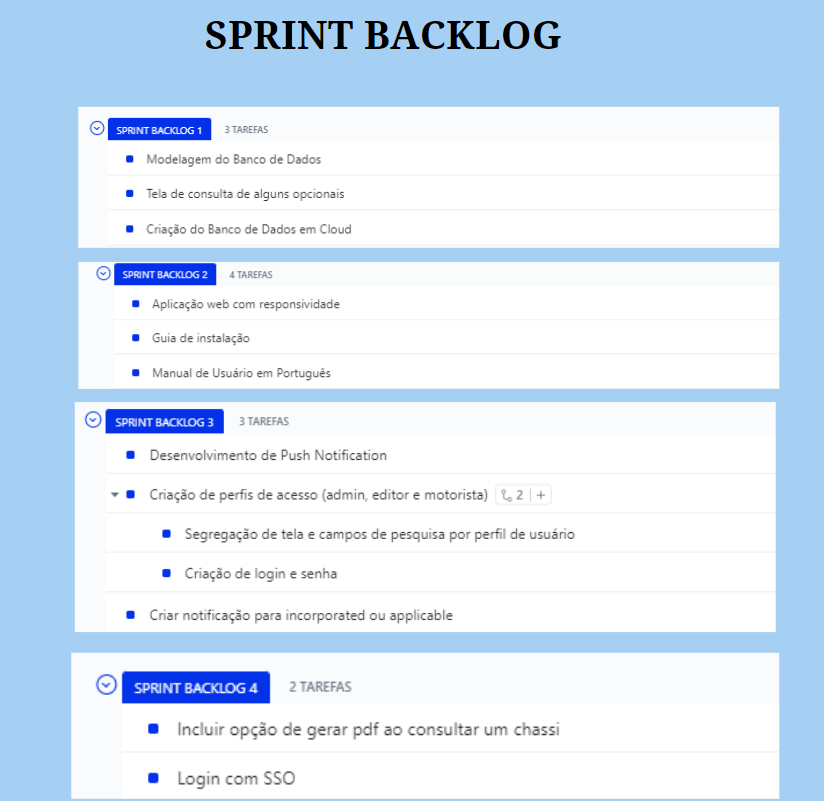 SPRINT BACKLOG
SPRINT BACKLOG 1 3 TAREFAS
Modelagem do Banco de Dados
Tela de consulta de alguns opcionais
Criação do Banco de Dados em Cloud
SPRINT BACKLOG 2 4 TAREFAS
Aplicação web com responsividade
Guia de instalação
Manual de Usuário em Português
SPRINT BACKLOG 3 3 TAREFAS
Desenvolvimento de Push Notification
Criação de perfis de acesso (admin, editor e motorista) 2 +
Segregação de tela e campos de pesquisa por perfil de usuário
Criação de login e senha
Criar notificação para incorporated ou applicable
SPRINT BACKLOG 4 2 TAREFAS
Incluir opção de gerar pdf ao consultar um chassi
Login com SSO